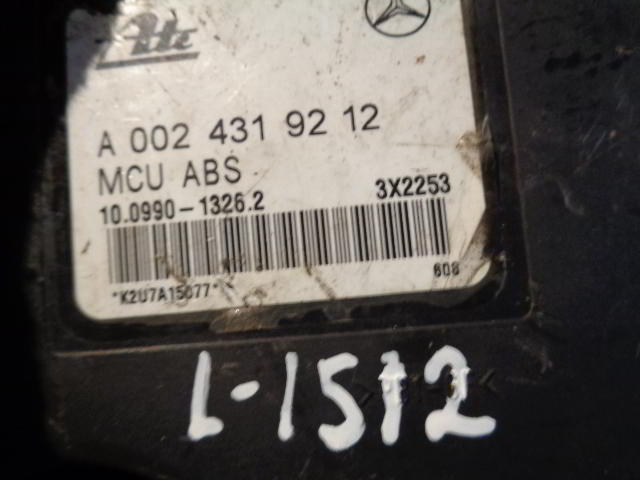 Ate
A 002 431 92 12
MCU ABS
10.0990-1326.2 3X2253
*K2U7A15077* 608
L-1512